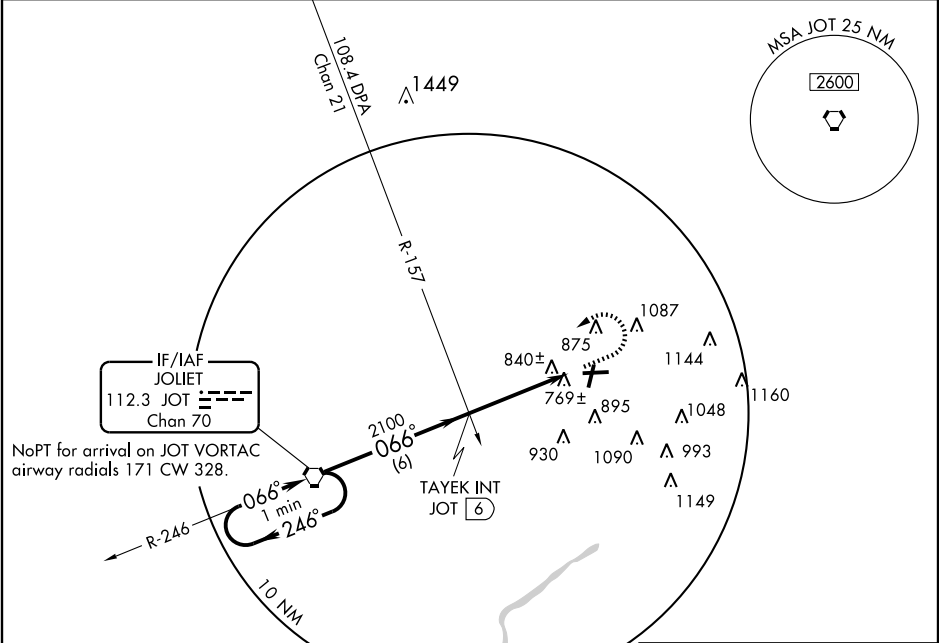 108.4 DPA
Chan 21
1449
MSA JOT 25 NM
2600
R-157
1087
875
1144
840±
1160
769±
895
1048
930
1090
993
1149
IF/IAF
JOLIET
112.3 JOT
Chan 70
NoPT for arrival on JOT VORTAC
airway radials 171 CW 328.
2100
066°
(6)
TAYEK INT
JOT 6
066°
1 min
246°
R-246
10 NM